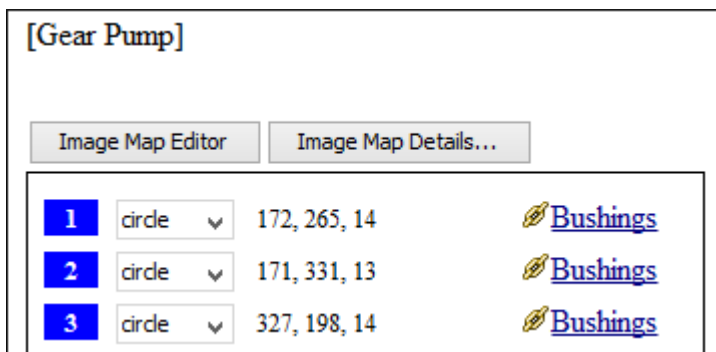 [Gear Pump]
Image Map Editor Image Map Details...
1 circle 172, 265, 14 Bushings
2 circle 171, 331, 13 Bushings
3 circle 327, 198, 14 Bushings